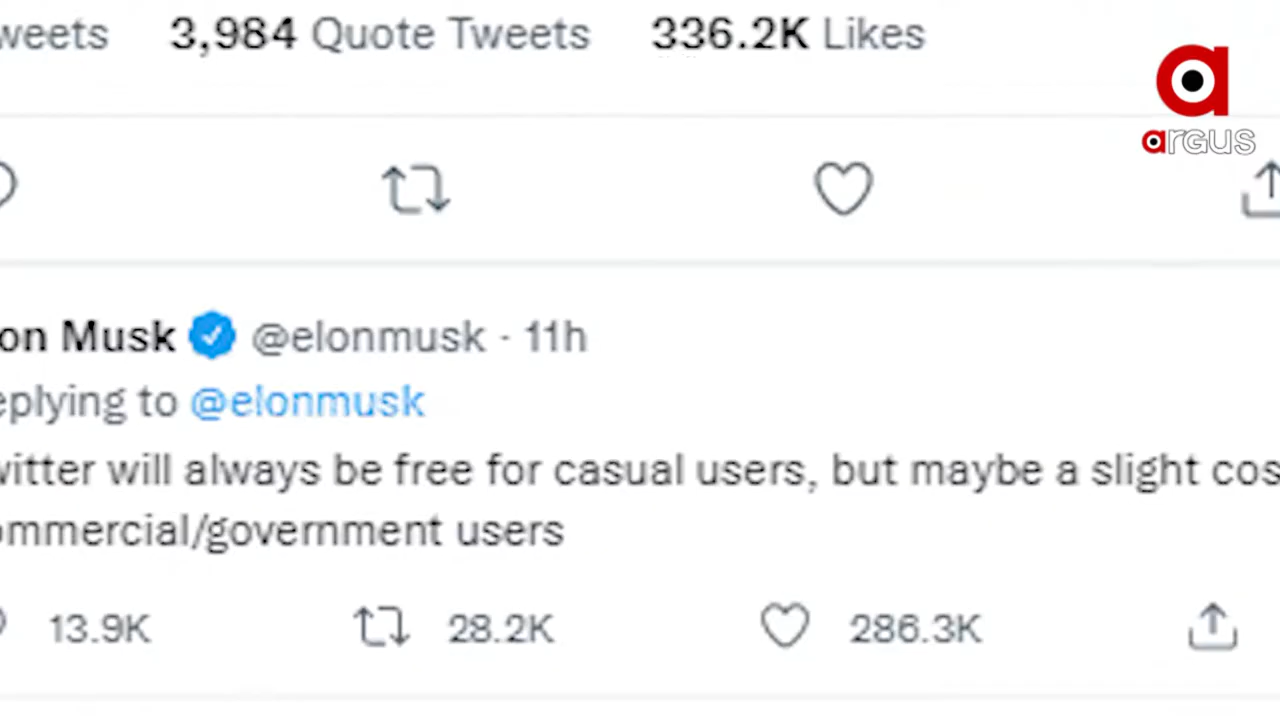 weets 3,984 Quote Tweets 336.2K Likes
argus
on Musk @elonmusk · 11h
eplying to @elonmusk
witter will always be free for casual users, but maybe a slight cos
ommercial/government users
13.9K 28.2K 286.3K